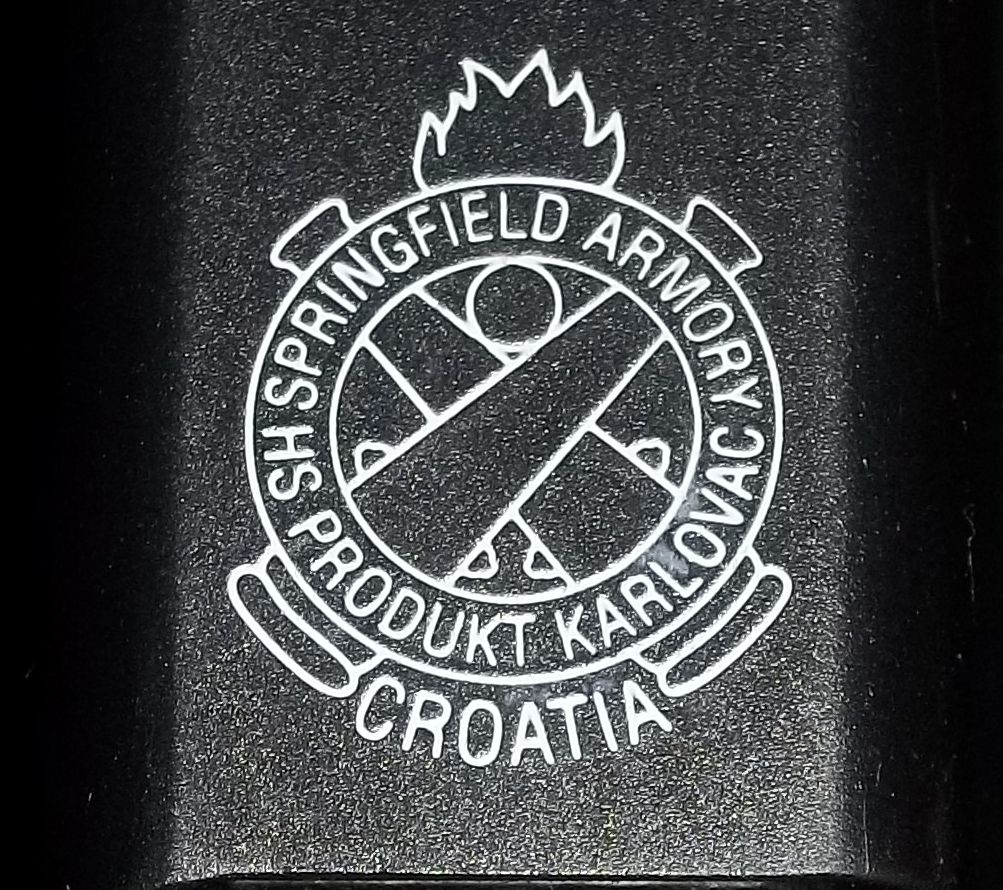 SPRINGFIELD ARMORY
HS PRODUKT KARLOVAC
CROATIA